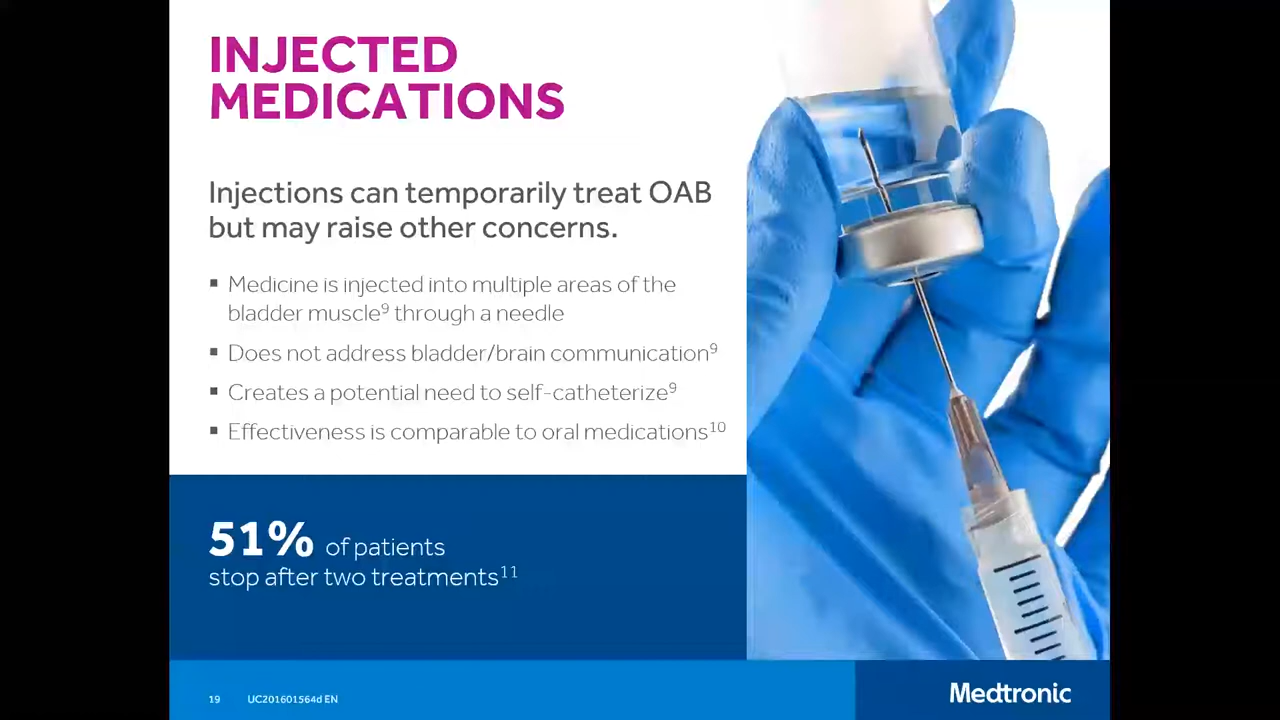 INJECTED
MEDICATIONS
Injections can temporarily treat OAB
but may raise other concerns.
▪ Medicine is injected into multiple areas of the
bladder muscle⁹ through a needle
▪ Does not address bladder/brain communication⁹
▪ Creates a potential need to self-catheterize⁹
▪ Effectiveness is comparable to oral medications¹⁰
51% of patients
stop after two treatments¹¹
19 UC201601564d EN
Medtronic